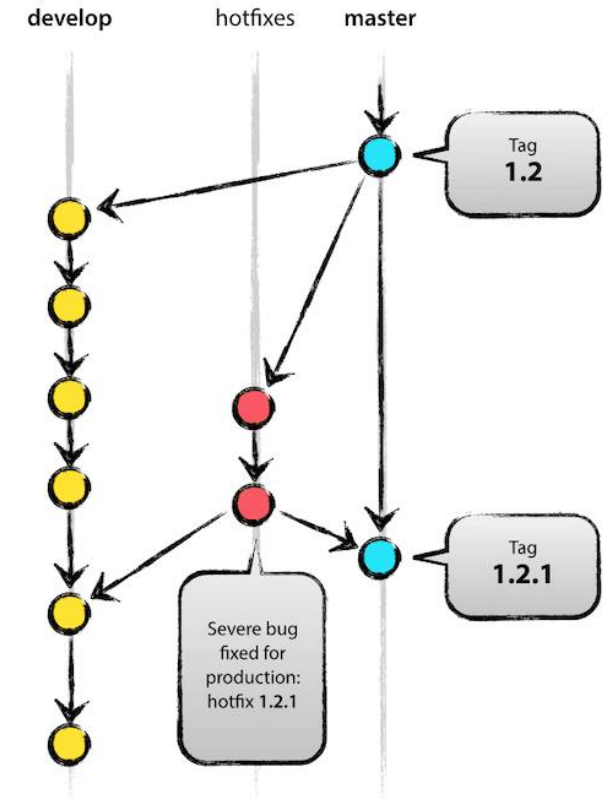 develop
hotfixes
master
Tag
1.2
Tag
1.2.1
Severe bug
fixed for
production:
hotfix 1.2.1